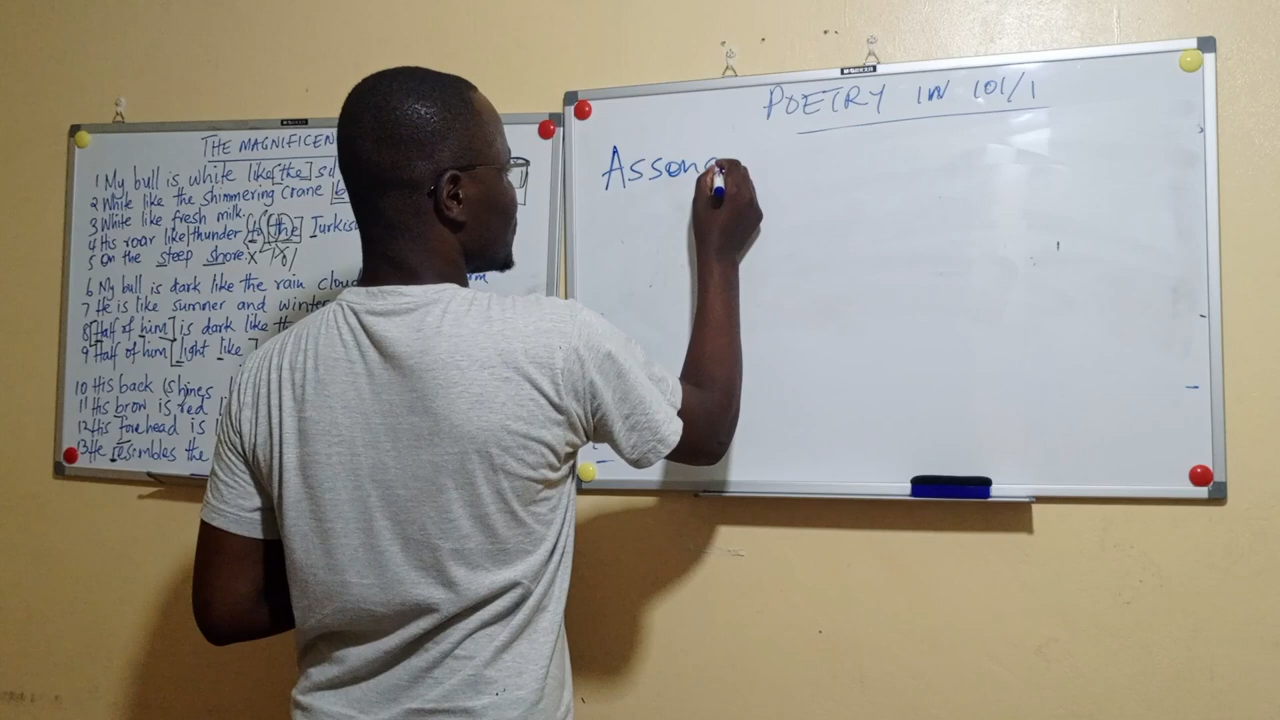 THE MAGNIFICEN
1 My bull is white like [the]
2 White like the shimmering crane [b
3 White like fresh milk.
4 His roar like thunder to [the] Turkis
5 On the steep shore. x
6 My bull is dark like the rain clou
7 He is like summer and winter
8 [Half of him] is dark like th
9 Half of him [light like]
10 His back (shines
11 His brow is red
12 His forehead is
13 He resembles the
POETRY IN 101/1
Asson